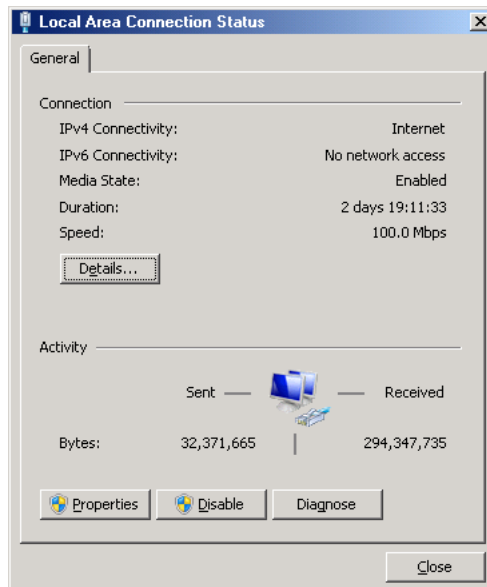 Local Area Connection Status
General
Connection
IPv4 Connectivity: Internet
IPv6 Connectivity: No network access
Media State: Enabled
Duration: 2 days 19:11:33
Speed: 100.0 Mbps
Details...
Activity
Sent Received
Bytes: 32,371,665 294,347,735
Properties Disable Diagnose
Close